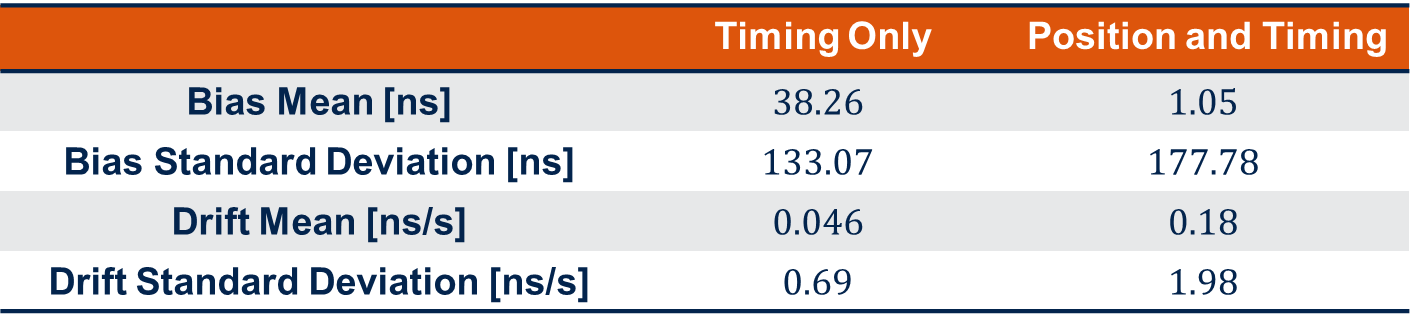 Timing Only Position and Timing
Bias Mean [ns] 38.26 1.05
Bias Standard Deviation [ns] 133.07 177.78
Drift Mean [ns/s] 0.046 0.18
Drift Standard Deviation [ns/s] 0.69 1.98